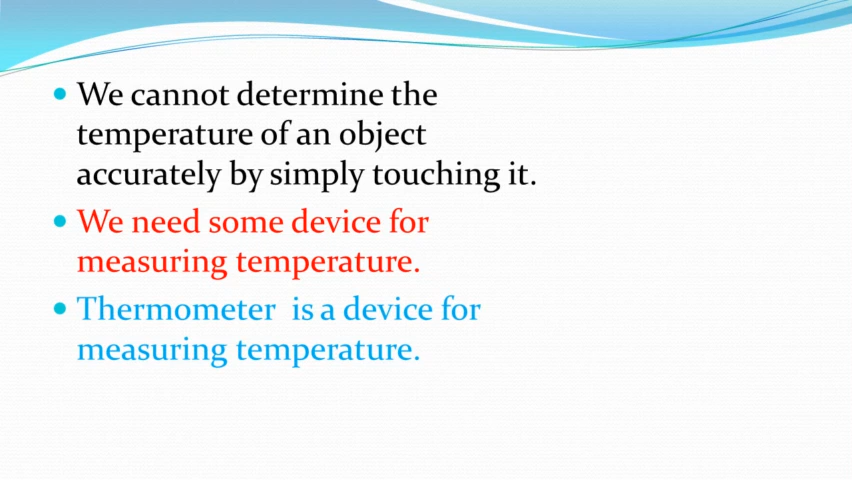 We cannot determine the
temperature of an object
accurately by simply touching it.
We need some device for
measuring temperature.
Thermometer  is a device for
measuring temperature.